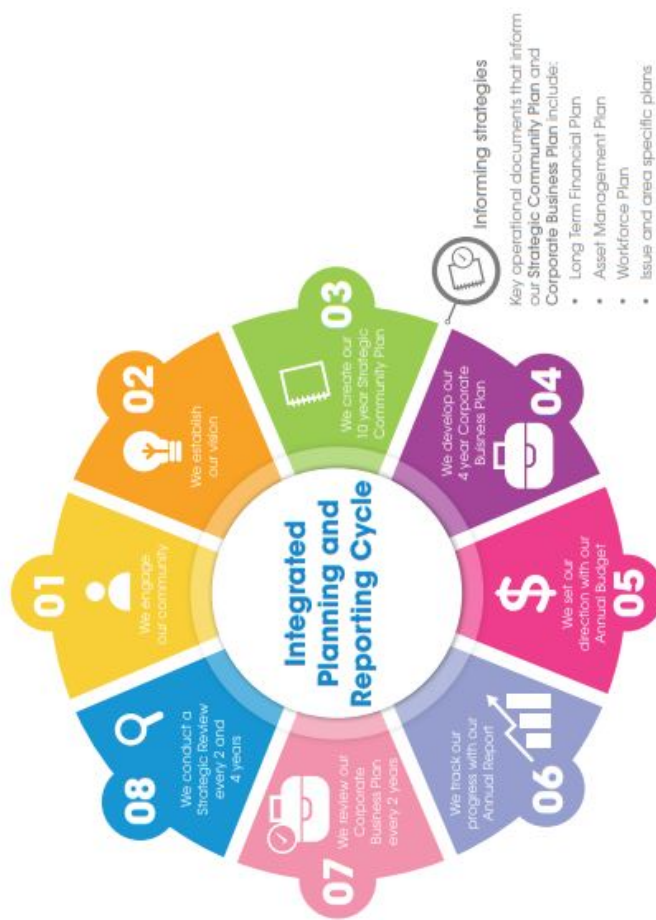 Integrated
Planning and
Reporting Cycle
01
We engage
our community
02
We establish
our vision
03
We create our
10 year Strategic
Community Plan
04
We develop our
4 year Corporate
Buisness Plan
05
We set our
direction with our
Annual Budget
06
We track our
progress with our
Annual Report
07
We review our
Corporate
Business Plan
every 2 years
08
We conduct a
Strategic Review
every 2 and
4 years
Informing strategies
Key operational documents that inform
our Strategic Community Plan and
Corporate Business Plan include:
• Long Term Financial Plan
• Asset Management Plan
• Workforce Plan
• Issue and area specific plans